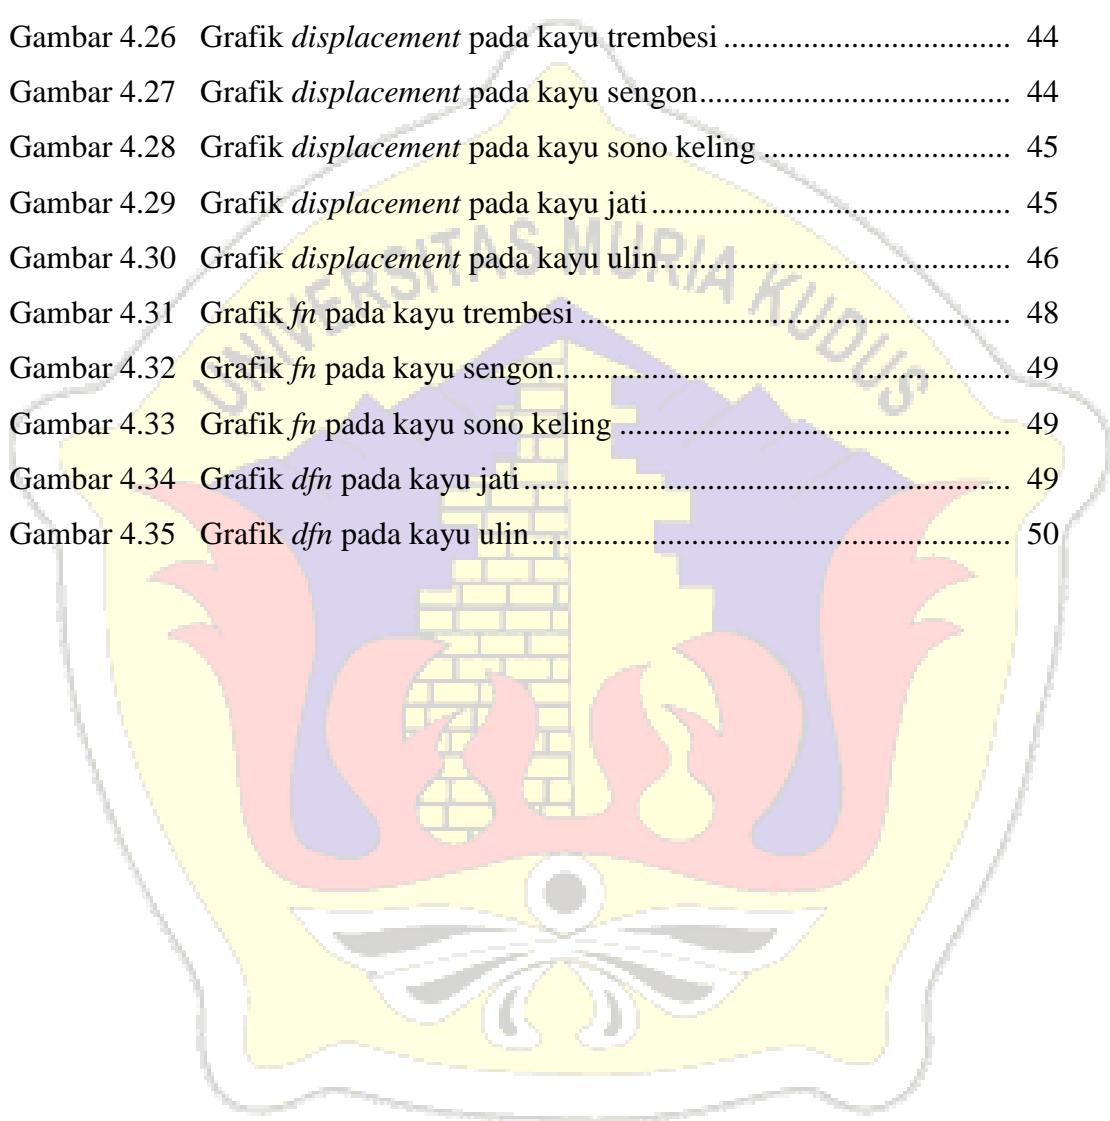 Gambar 4.26 Grafik displacement pada kayu trembesi .................................... 44
Gambar 4.27 Grafik displacement pada kayu sengon....................................... 44
Gambar 4.28 Grafik displacement pada kayu sono keling ............................... 45
Gambar 4.29 Grafik displacement pada kayu jati ............................................. 45
Gambar 4.30 Grafik displacement pada kayu ulin............................................ 46
Gambar 4.31 Grafik fn pada kayu trembesi ...................................................... 48
Gambar 4.32 Grafik fn pada kayu sengon......................................................... 49
Gambar 4.33 Grafik fn pada kayu sono keling ................................................. 49
Gambar 4.34 Grafik dfn pada kayu jati ............................................................. 49
Gambar 4.35 Grafik dfn pada kayu ulin............................................................ 50
UNIVERSITAS MURIA KUDUS